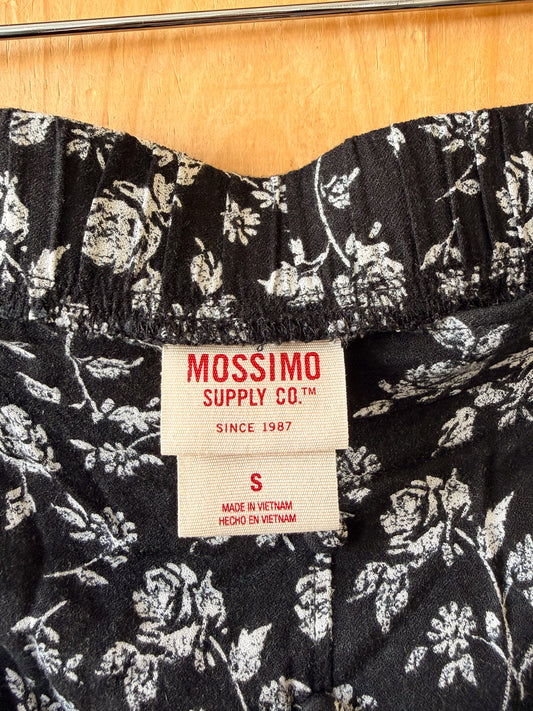 MOSSIMO
SUPPLY CO.™
SINCE 1987
S
MADE IN VIETNAM
HECHO EN VIETNAM